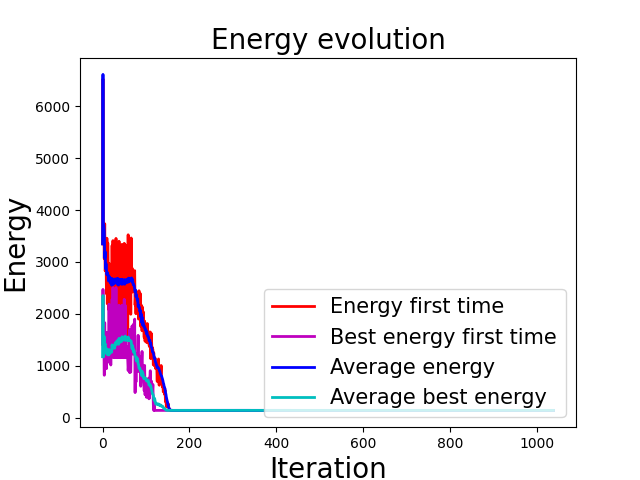 Energy evolution
Energy
6000
5000
4000
3000
2000
1000
0
Energy first time
Best energy first time
Average energy
Average best energy
0 200 400 600 800 1000
Iteration